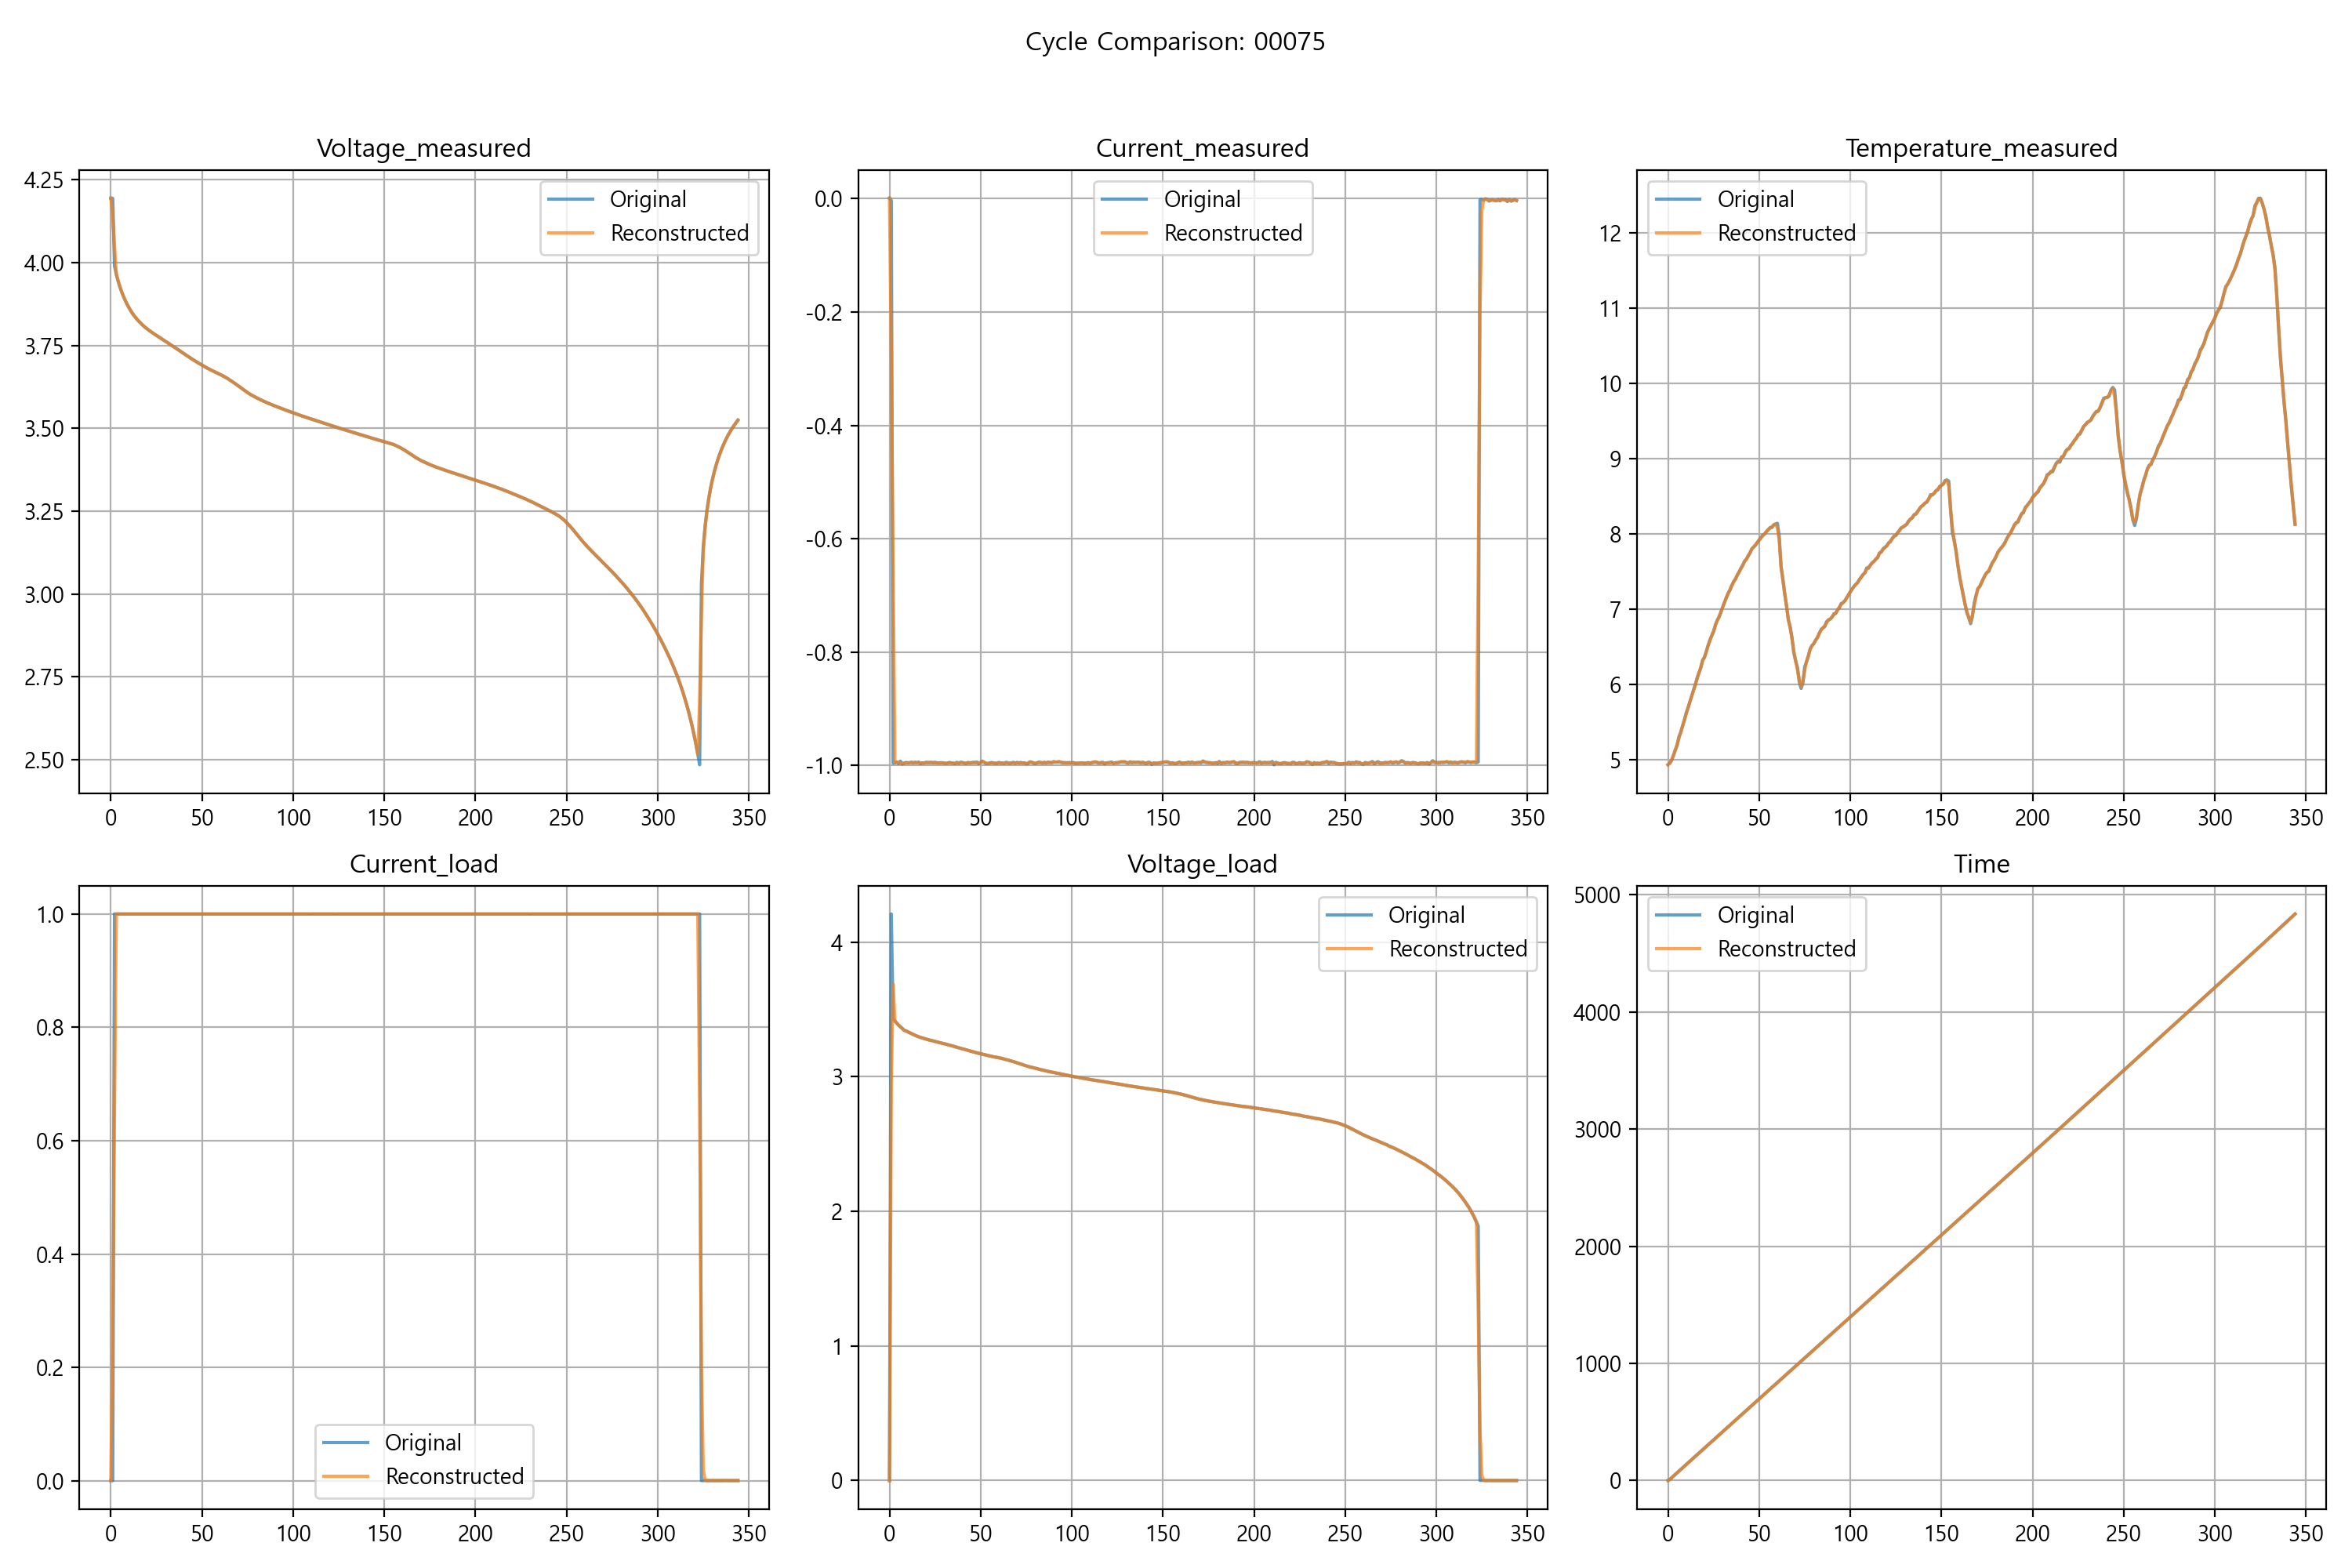 Cycle Comparison: 00075
Voltage_measured
4.25
4.00
3.75
3.50
3.25
3.00
2.75
2.50
0 50 100 150 200 250 300 350
Original
Reconstructed
Current_measured
0.0
-0.2
-0.4
-0.6
-0.8
-1.0
0 50 100 150 200 250 300 350
Original
Reconstructed
Temperature_measured
12
11
10
9
8
7
6
5
0 50 100 150 200 250 300 350
Original
Reconstructed
Current_load
1.0
0.8
0.6
0.4
0.2
0.0
0 50 100 150 200 250 300 350
Original
Reconstructed
Voltage_load
4
3
2
1
0
0 50 100 150 200 250 300 350
Original
Reconstructed
Time
5000
4000
3000
2000
1000
0
0 50 100 150 200 250 300 350
Original
Reconstructed